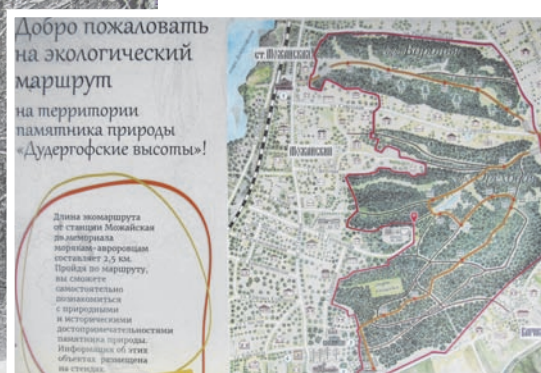 Добро пожаловать
на экологический
маршрут
на территории
памятника природы
«Дудергофские высоты»!
Длина экомаршрута
от станции Можайская
до мемориала
морякам-авроровцам
составляет 2,5 км.
Пройдя по маршруту,
вы сможете
самостоятельно
познакомиться
с природными
и историческими
достопримечательностями
памятника природы.
Информация об этих
объектах размещена
на стендах.
ст. Можайская
Можайский